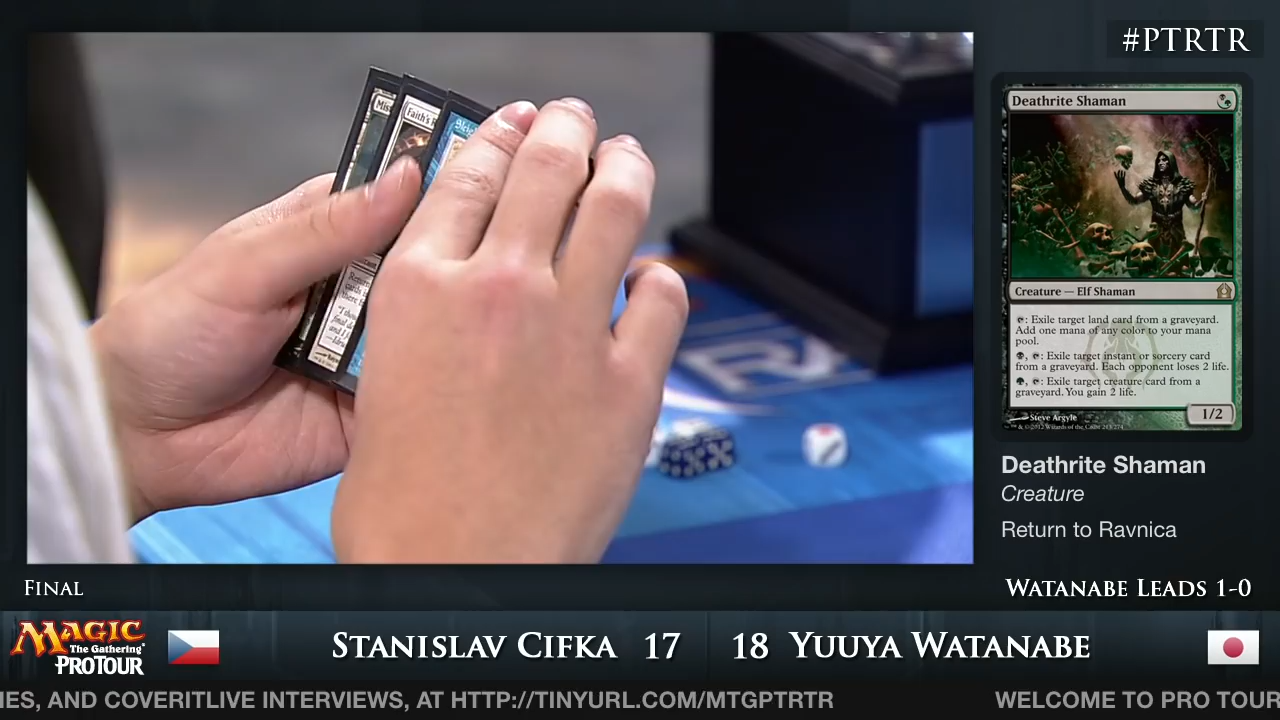 #PTRTR
Faith's R
Deathrite Shaman
Creature — Elf Shaman
: Exile target land card from a graveyard.
Add one mana of any color to your mana
pool.
, : Exile target instant or sorcery card
from a graveyard. Each opponent loses 2 life.
, : Exile target creature card from a
graveyard. You gain 2 life.
Steve Argyle
1/2
Deathrite Shaman
Creature
Return to Ravnica
Final
Watanabe Leads 1-0
Magic
The Gathering
ProTour
Stanislav Cifka 17
18 Yuuya Watanabe
IES, AND COVERITLIVE INTERVIEWS, AT HTTP://TINYURL.COM/MTGPTRTR
WELCOME TO PRO TOUR